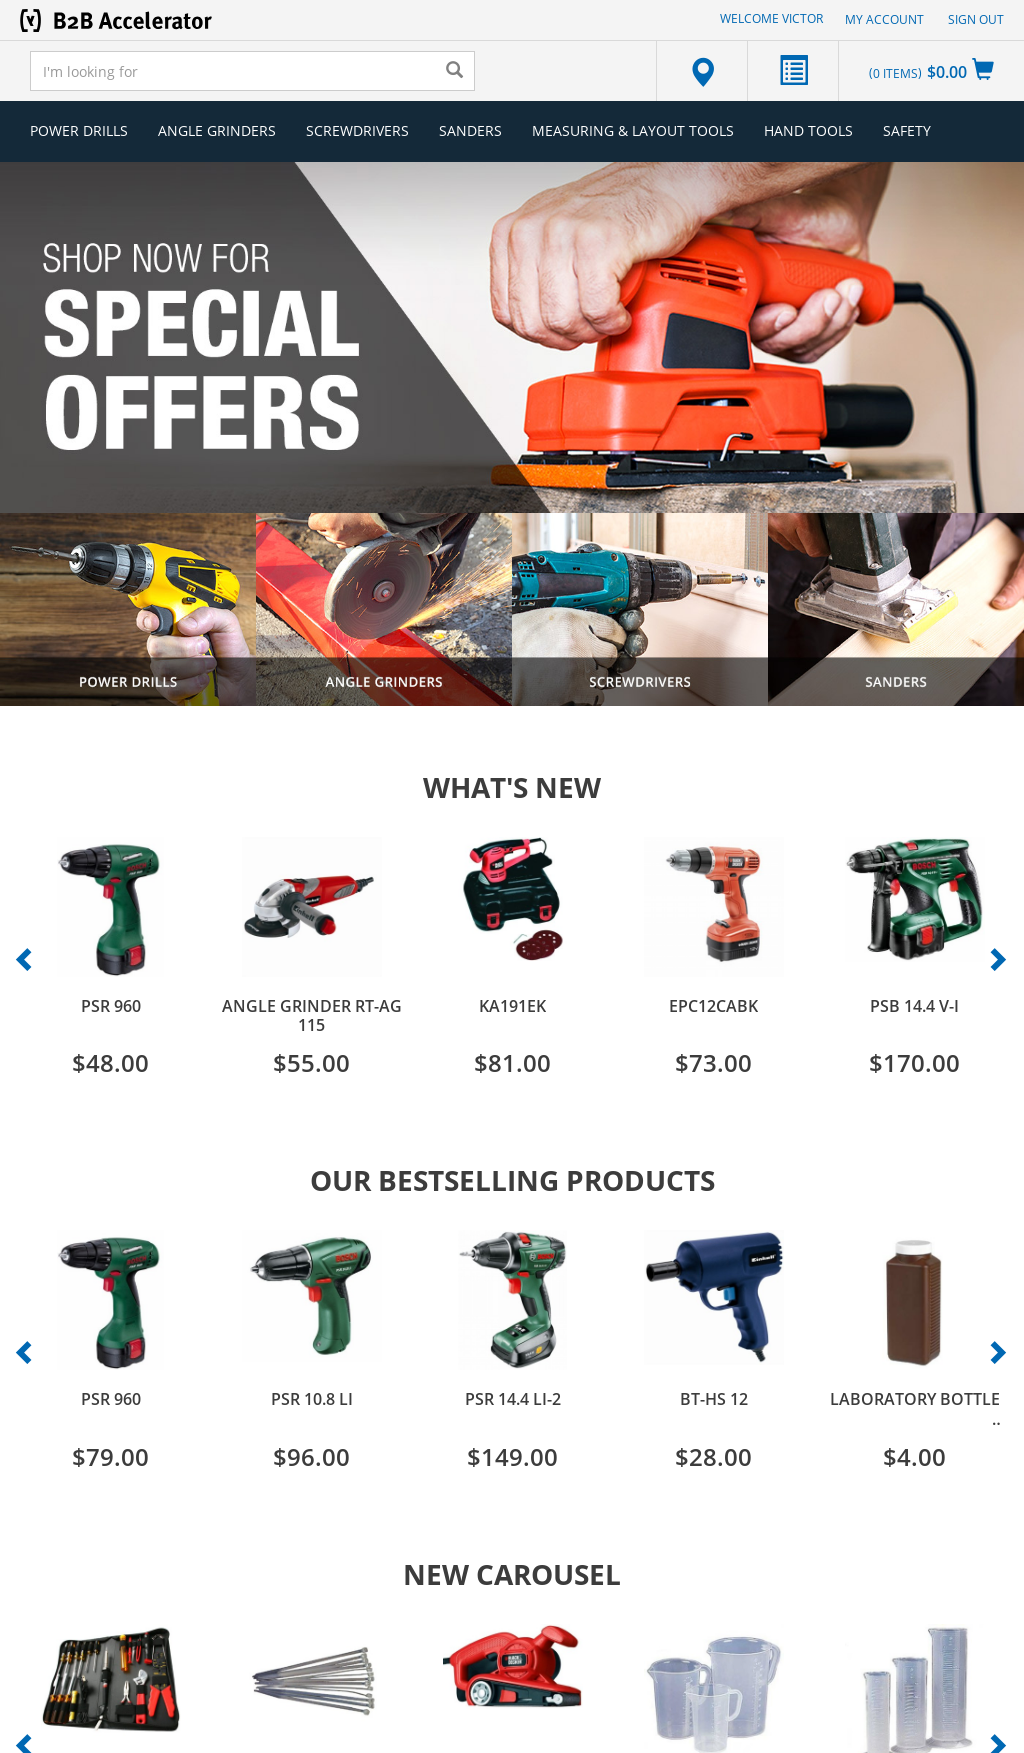 B2B Accelerator
WELCOME VICTOR MY ACCOUNT SIGN OUT
I'm looking for
(0 ITEMS) $0.00
POWER DRILLS ANGLE GRINDERS SCREWDRIVERS SANDERS MEASURING & LAYOUT TOOLS HAND TOOLS SAFETY
SHOP NOW FOR
SPECIAL
OFFERS
POWER DRILLS ANGLE GRINDERS SCREWDRIVERS SANDERS
WHAT'S NEW
PSR 960
$48.00
ANGLE GRINDER RT-AG
115
$55.00
KA191EK
$81.00
EPC12CABK
$73.00
BOSCH
PSB 14.4 V-I
$170.00
OUR BESTSELLING PRODUCTS
PSR 960
$79.00
BOSCH
PSR 10.8 LI
$96.00
PSR 14.4 LI-2
$149.00
Einhell
BT-HS 12
$28.00
LABORATORY BOTTLE
..
$4.00
NEW CAROUSEL